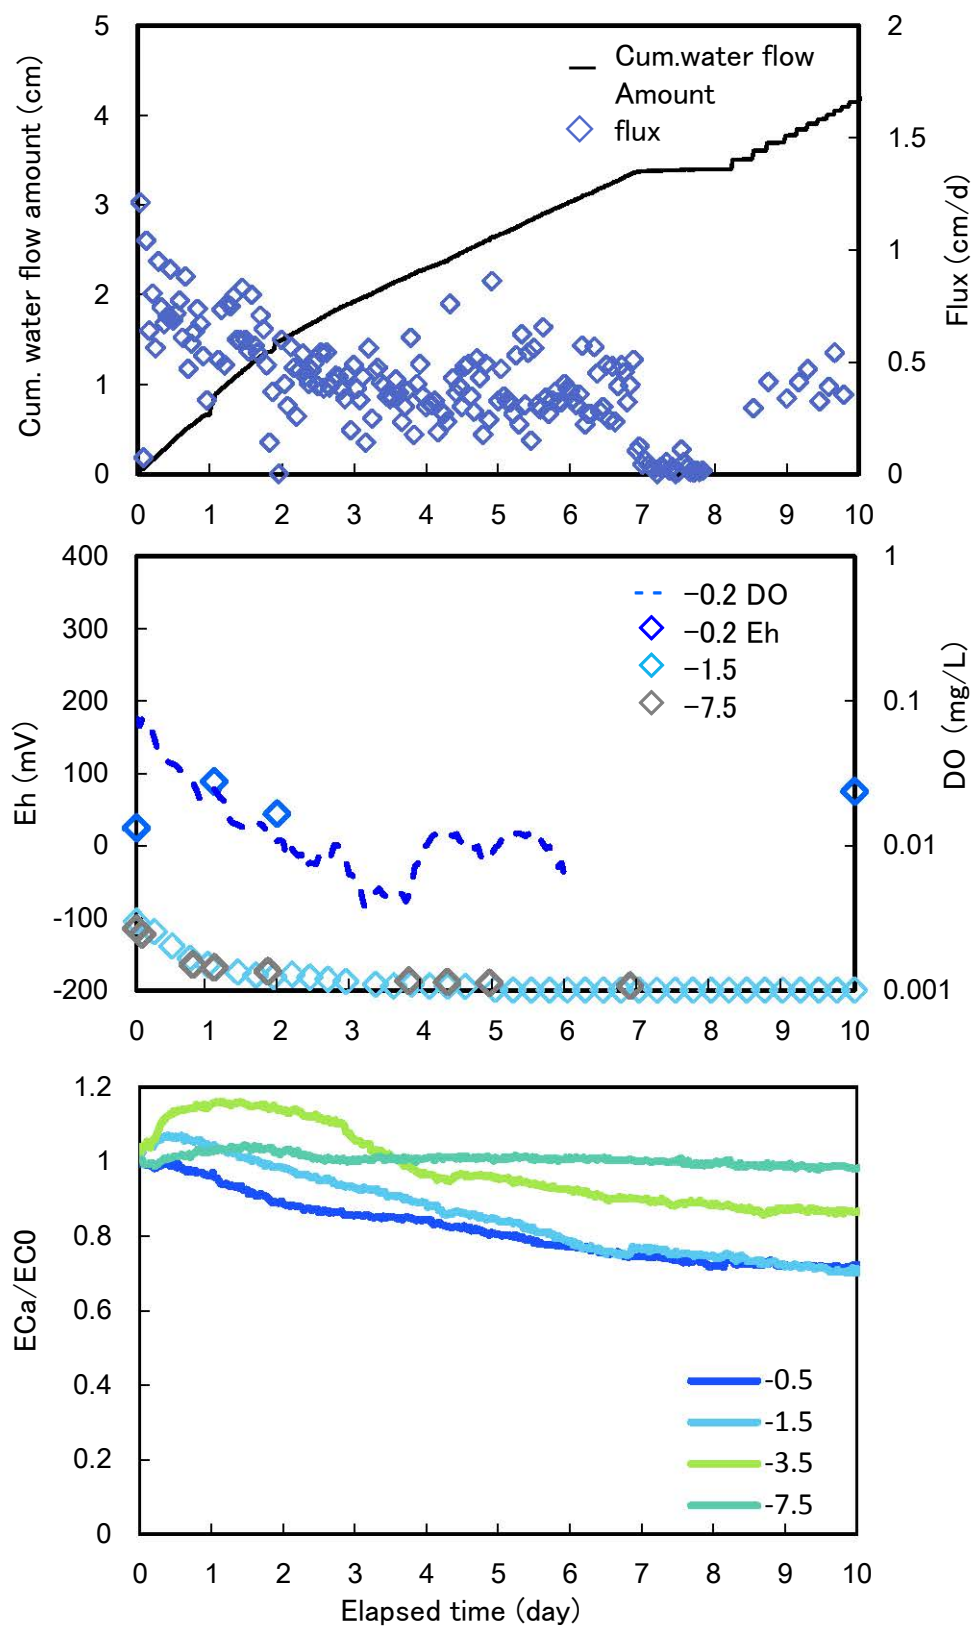 5
4
3
2
1
0
Cum. water flow amount (cm)
Cum.water flow
Amount
flux
2
1.5
1
0.5
0
Flux (cm/d)
0 1 2 3 4 5 6 7 8 9 10
400
300
200
100
0
-100
-200
Eh (mV)
−0.2 DO
−0.2 Eh
−1.5
−7.5
1
0.1
0.01
0.001
DO (mg/L)
0 1 2 3 4 5 6 7 8 9 10
1.2
1
0.8
0.6
0.4
0.2
0
ECa/EC0
-0.5
-1.5
-3.5
-7.5
0 1 2 3 4 5 6 7 8 9 10
Elapsed time (day)